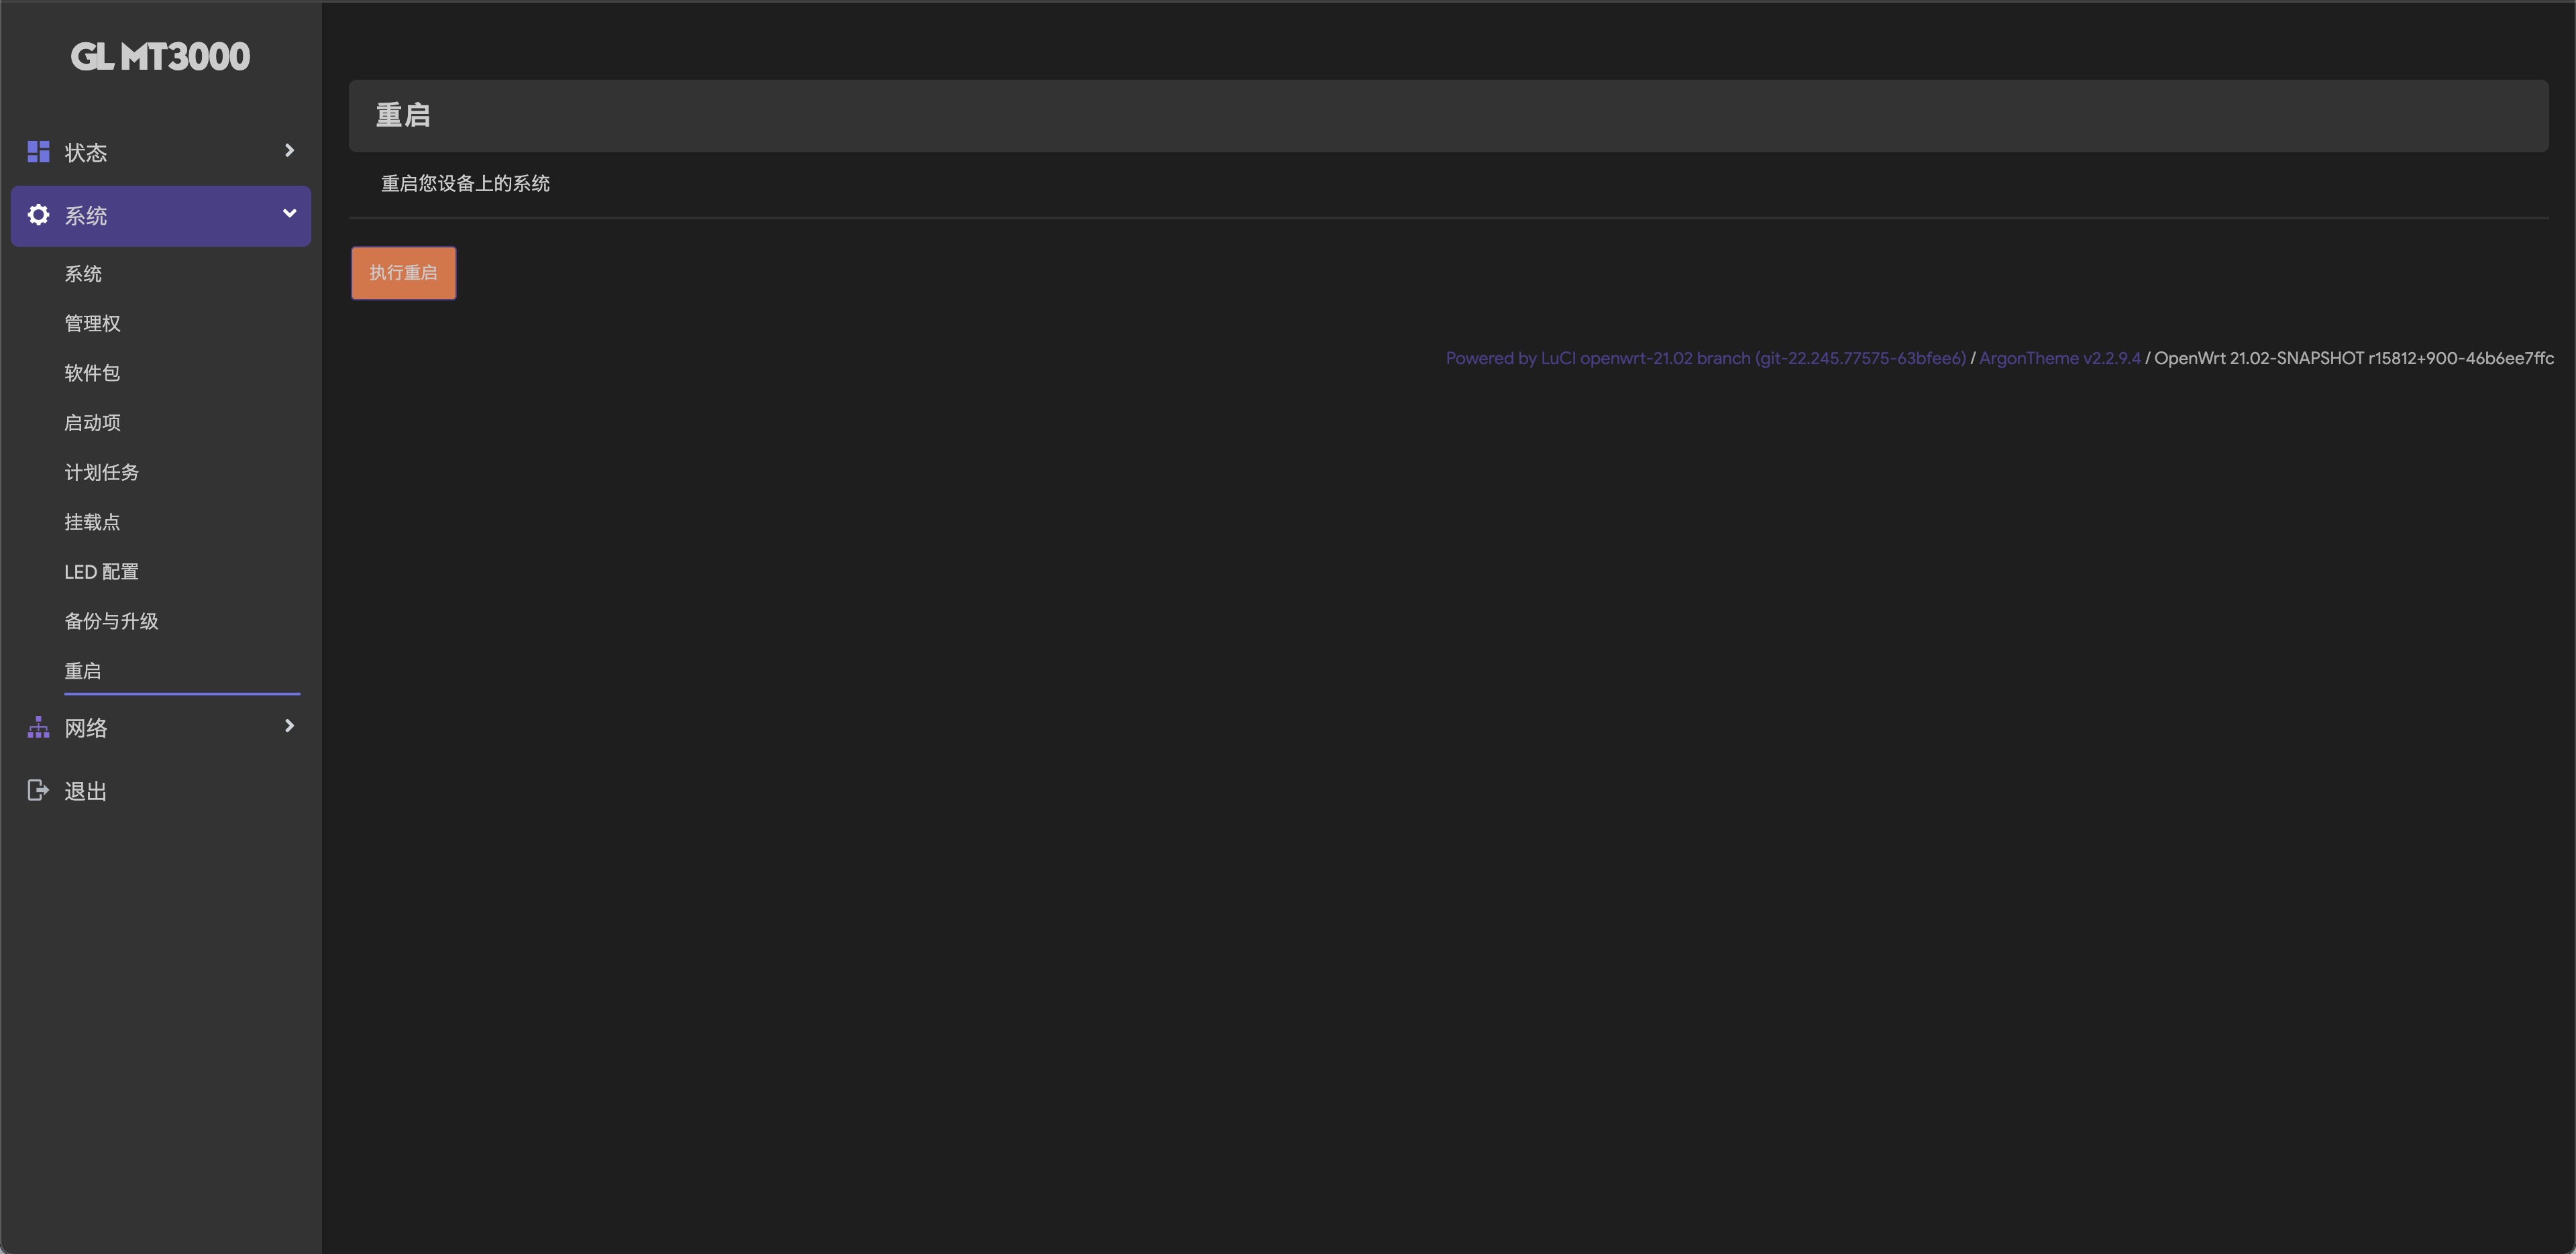 GL MT3000
状态
系统
系统
管理权
软件包
启动项
计划任务
挂载点
LED 配置
备份与升级
重启
网络
退出
重启
重启您设备上的系统
执行重启
Powered by LuCI openwrt-21.02 branch (git-22.245.77575-63bfee6) / ArgonTheme v2.2.9.4 / OpenWrt 21.02-SNAPSHOT r15812+900-46b6ee7ffc